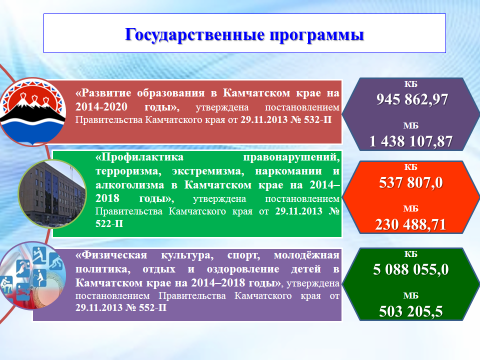 Государственные программы
«Развитие образования в Камчатском крае на
2014-2020 годы», утверждена постановлением
Правительства Камчатского края от 29.11.2013 № 532-П
КБ
945 862,97
МБ
1 438 107,87
«Профилактика правонарушений,
терроризма, экстремизма, наркомании и
алкоголизма в Камчатском крае на 2014–
2018 годы», утверждена постановлением
Правительства Камчатского края от 29.11.2013 №
522-П
КБ
537 807,0
МБ
230 488,71
«Физическая культура, спорт, молодёжная
политика, отдых и оздоровление детей в
Камчатском крае на 2014–2018 годы», утверждена
постановлением Правительства Камчатского края от
29.11.2013 № 552-П
КБ
5 088 055,0
МБ
503 205,5